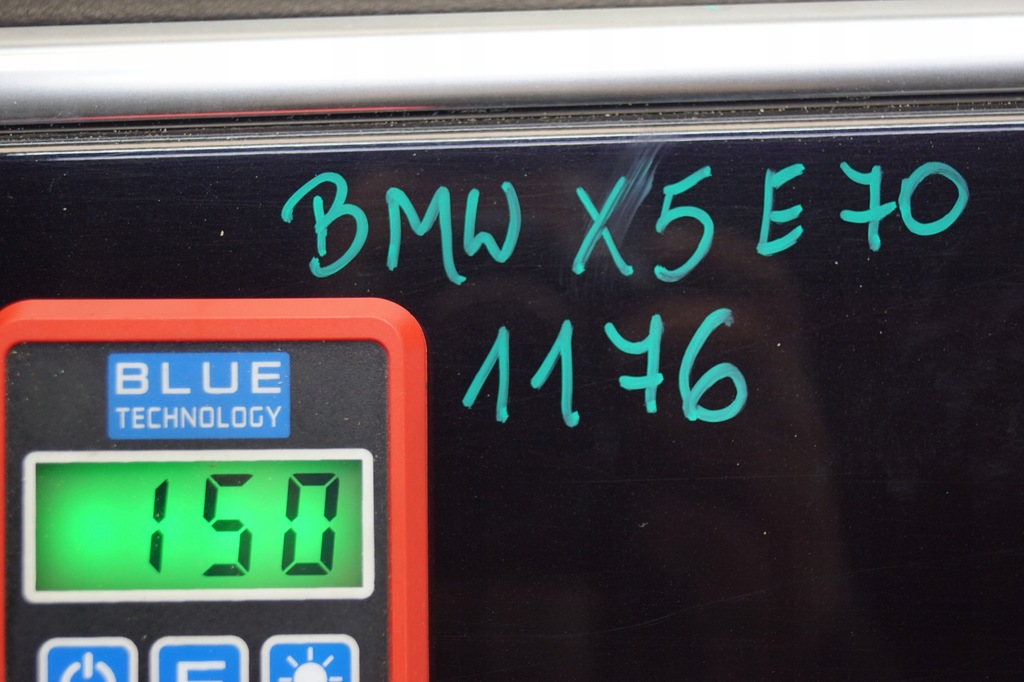 BMW X5 E70
1176
BLUE
TECHNOLOGY
150
F